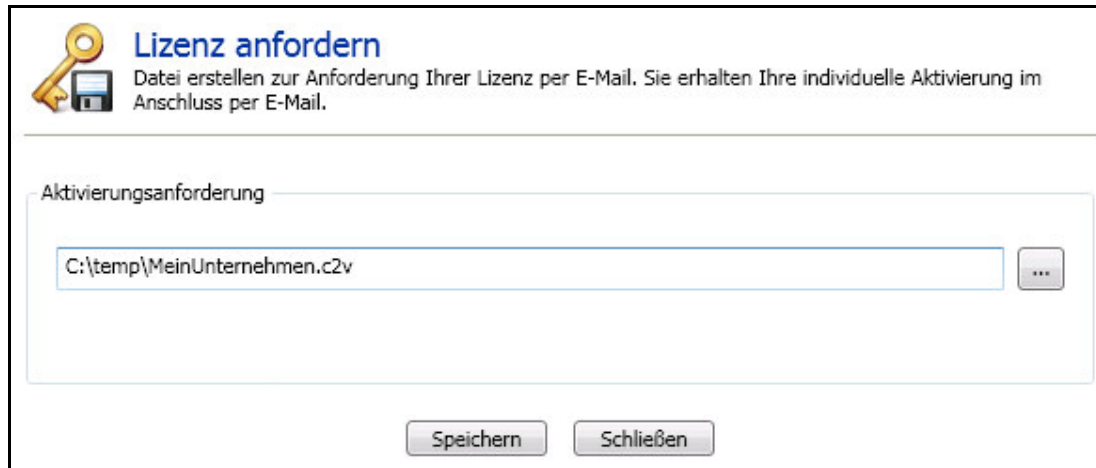 Lizenz anfordern
Datei erstellen zur Anforderung Ihrer Lizenz per E-Mail. Sie erhalten Ihre individuelle Aktivierung im
Anschluss per E-Mail.
Aktivierungsanforderung
C:\temp\MeinUnternehmen.c2v
...
Speichern
Schließen